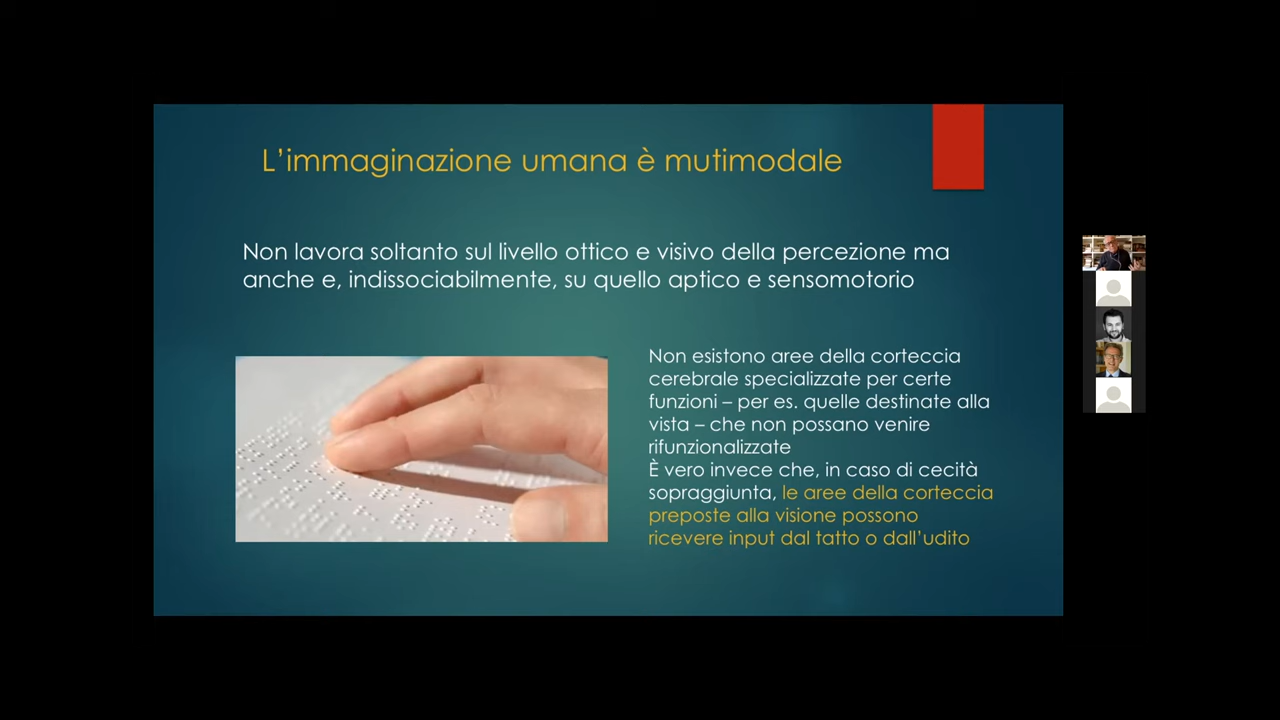 L’immaginazione umana è mutimodale
Non lavora soltanto sul livello ottico e visivo della percezione ma
anche e, indissociabilmente, su quello aptico e sensomotorio
Non esistono aree della corteccia
cerebrale specializzate per certe
funzioni – per es. quelle destinate alla
vista – che non possano venire
rifunzionalizzate
È vero invece che, in caso di cecità
sopraggiunta, le aree della corteccia
preposte alla visione possono
ricevere input dal tatto o dall’udito